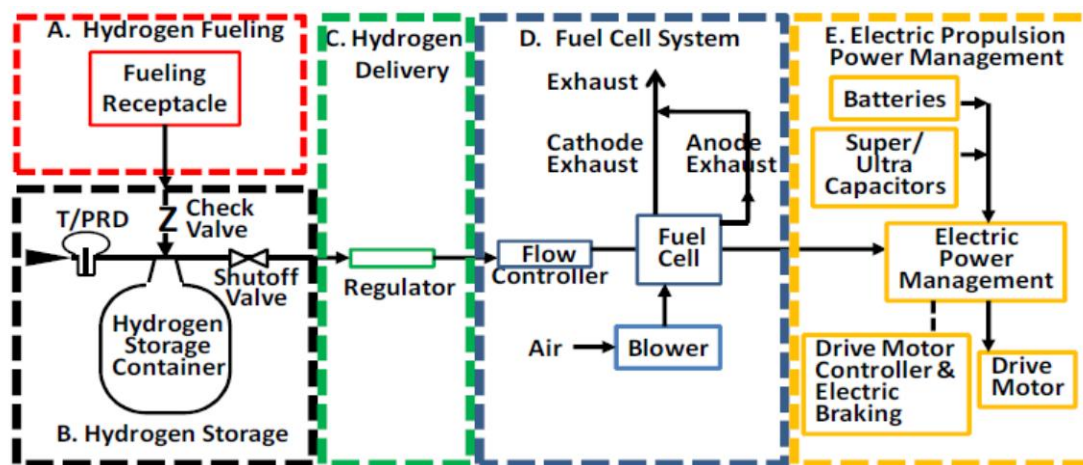 A. Hydrogen Fueling
Fueling
Receptacle
T/PRD
Z
Check
Valve
Shutoff
Valve
Hydrogen
Storage
Container
B. Hydrogen Storage
C. Hydrogen
Delivery
Regulator
D. Fuel Cell System
Exhaust
Cathode
Exhaust
Anode
Exhaust
Flow
Controller
Fuel
Cell
Air
Blower
E. Electric Propulsion
Power Management
Batteries
Super/
Ultra
Capacitors
Electric
Power
Management
Drive Motor
Controller &
Electric
Braking
Drive
Motor